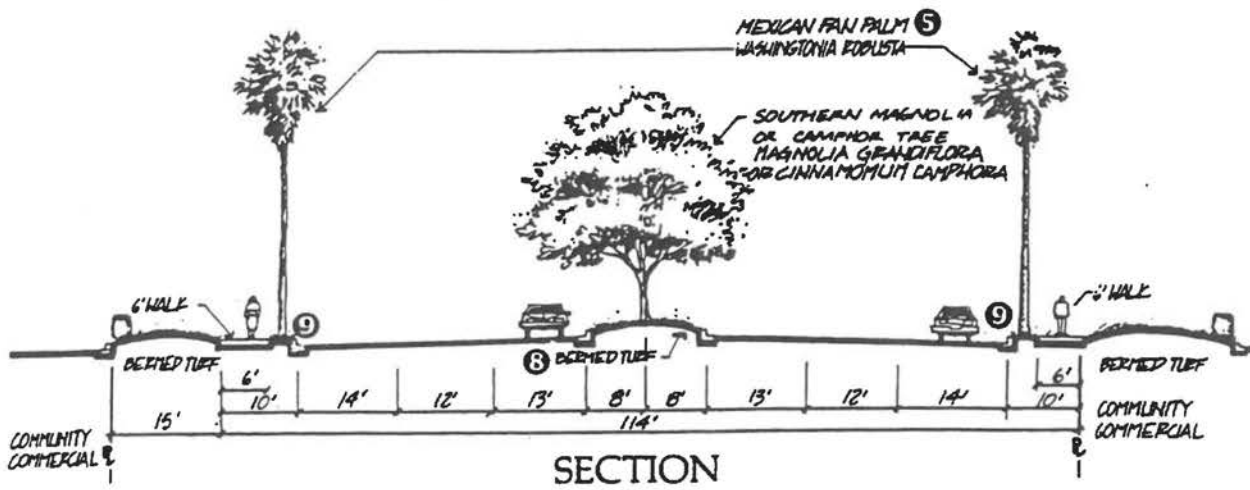 MEXICAN FAN PALM 5
WASHINGTONIA ROBUSTA
SOUTHERN MAGNOLIA
OR CAMPHOR TREE
MAGNOLIA GRANDIFLORA
OR CINNAMOMUM CAMPHORA
6' WALK
9
9
6' WALK
BERMED TURF
8 BERMED TURF
BERMED TURF
6'
6'
10' 14' 12' 13' 8' 8' 13' 12' 14' 10'
15' 114'
COMMUNITY
COMMERCIAL
COMMUNITY
COMMERCIAL
SECTION